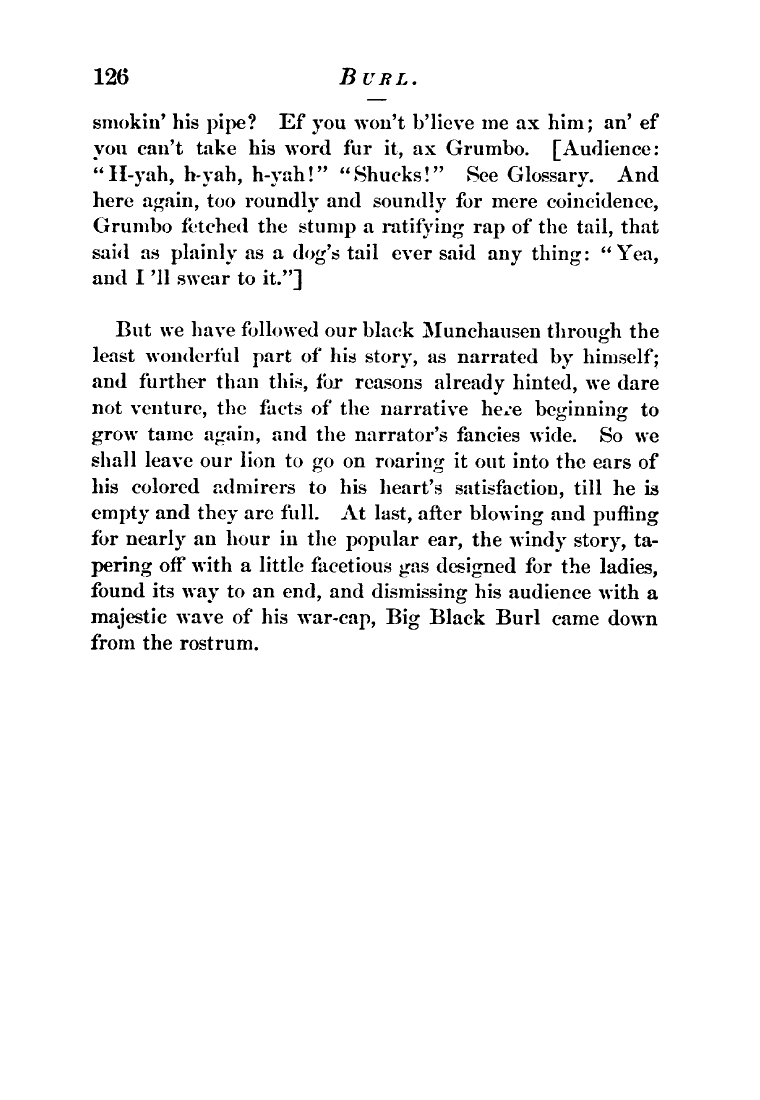 126 BURL.
smokin' his pipe? Ef you won't b'lieve me ax him; an' ef
you can't take his word fur it, ax Grumbo. [Audience:
"H-yah, h-yah, h-yah!" "Shucks!" See Glossary. And
here again, too roundly and soundly for mere coincidence,
Grumbo fetched the stump a ratifying rap of the tail, that
said as plainly as a dog's tail ever said any thing: "Yea,
and I 'll swear to it."]
But we have followed our black Munchausen through the
least wonderful part of his story, as narrated by himself;
and further than this, for reasons already hinted, we dare
not venture, the facts of the narrative here beginning to
grow tame again, and the narrator's fancies wide. So we
shall leave our lion to go on roaring it out into the ears of
his colored admirers to his heart's satisfaction, till he is
empty and they are full. At last, after blowing and puffing
for nearly an hour in the popular ear, the windy story, ta-
pering off with a little facetious gas designed for the ladies,
found its way to an end, and dismissing his audience with a
majestic wave of his war-cap, Big Black Burl came down
from the rostrum.